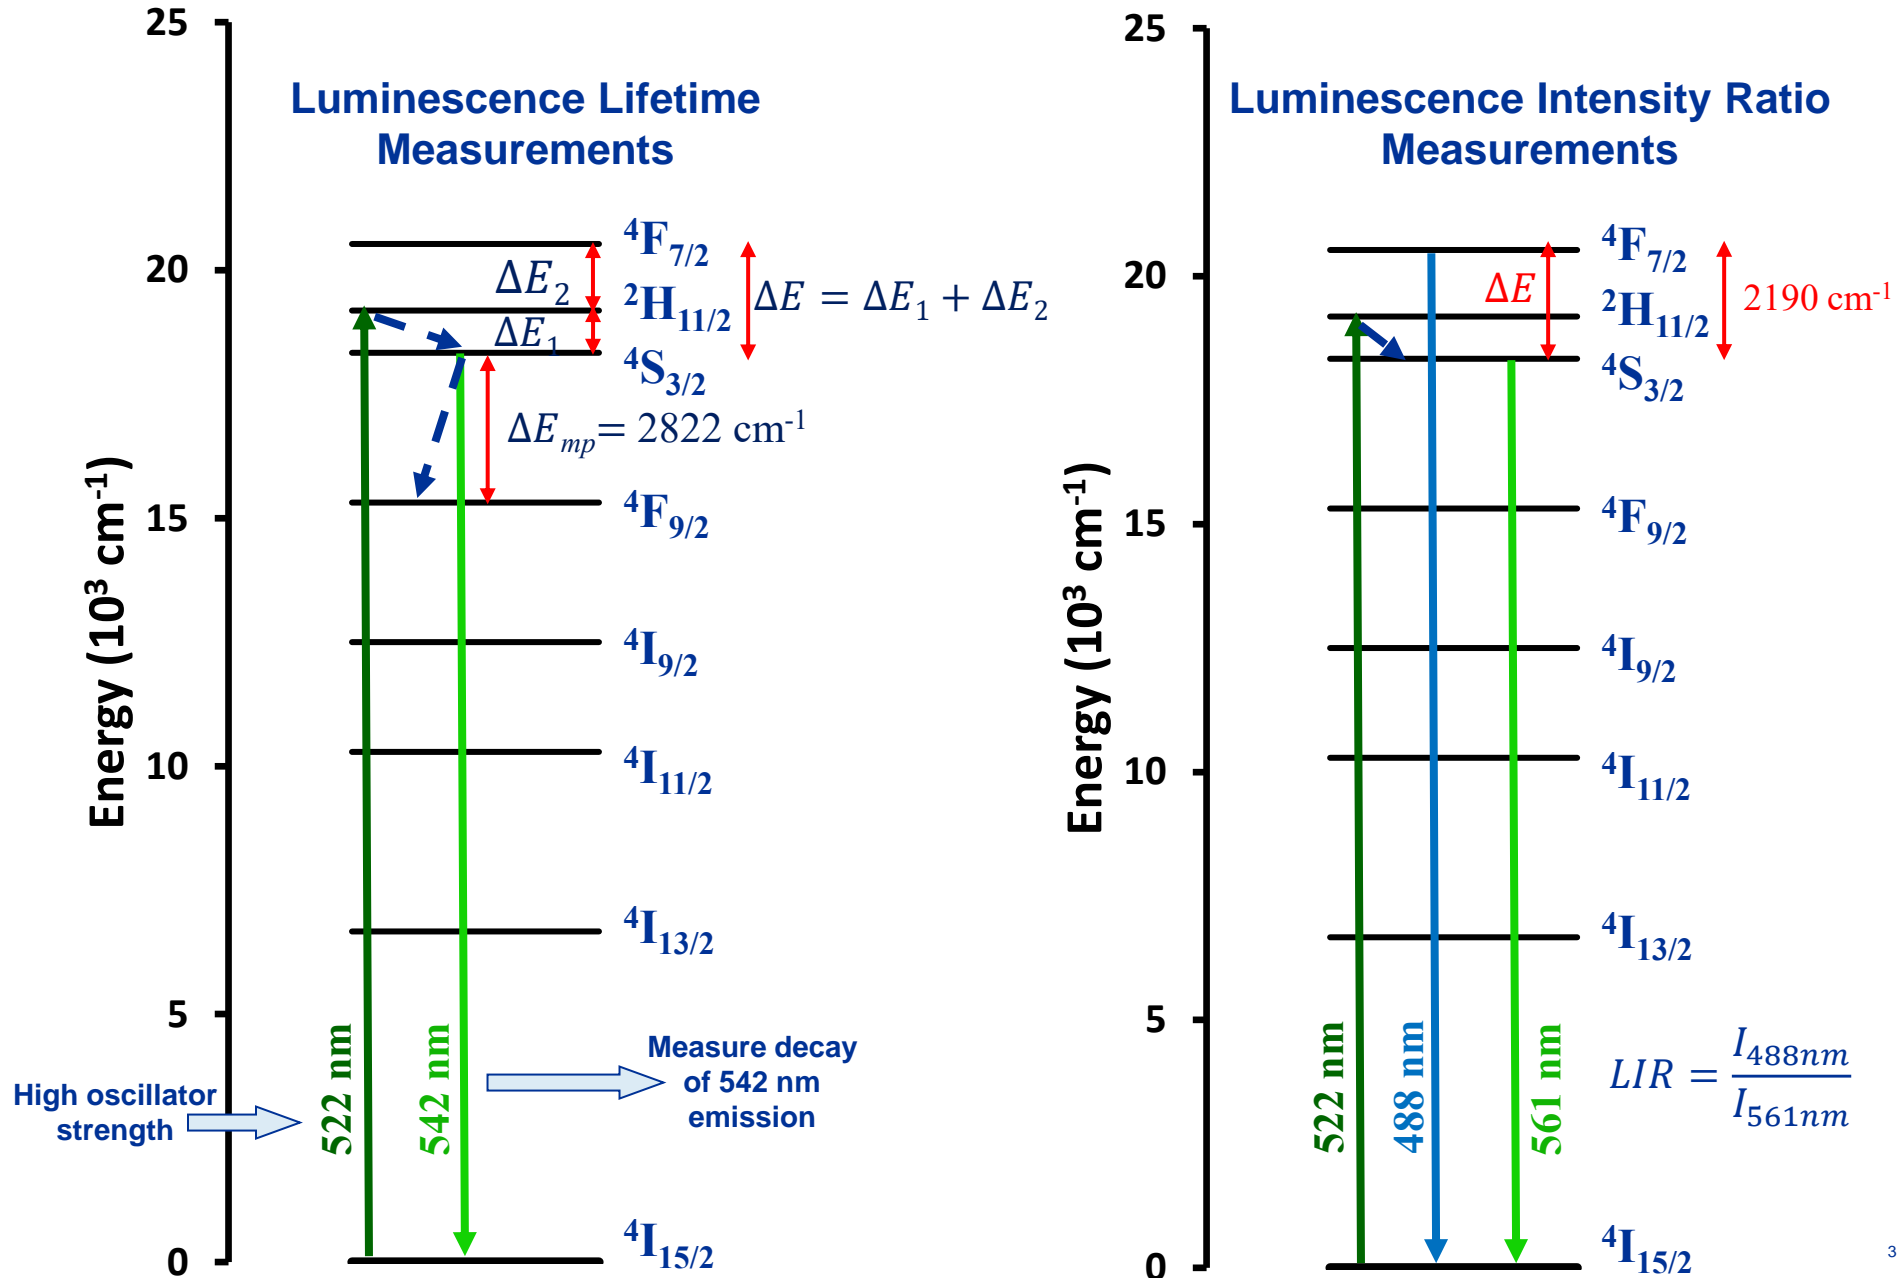 Luminescence Lifetime
Measurements
Energy (10³ cm⁻¹)
25
20
15
10
5
0
⁴F₇/₂
²H₁₁/₂
⁴S₃/₂
⁴F₉/₂
⁴I₉/₂
⁴I₁₁/₂
⁴I₁₃/₂
⁴I₁₅/₂
ΔE₂
ΔE₁
ΔE = ΔE₁ + ΔE₂
ΔEₘₚ= 2822 cm⁻¹
522 nm
542 nm
High oscillator
strength
Measure decay
of 542 nm
emission
Luminescence Intensity Ratio
Measurements
Energy (10³ cm⁻¹)
25
20
15
10
5
0
⁴F₇/₂
²H₁₁/₂
⁴S₃/₂
⁴F₉/₂
⁴I₉/₂
⁴I₁₁/₂
⁴I₁₃/₂
⁴I₁₅/₂
ΔE
2190 cm⁻¹
522 nm
488 nm
561 nm
LIR = I₄₈₈nm / I₅₆₁nm
3